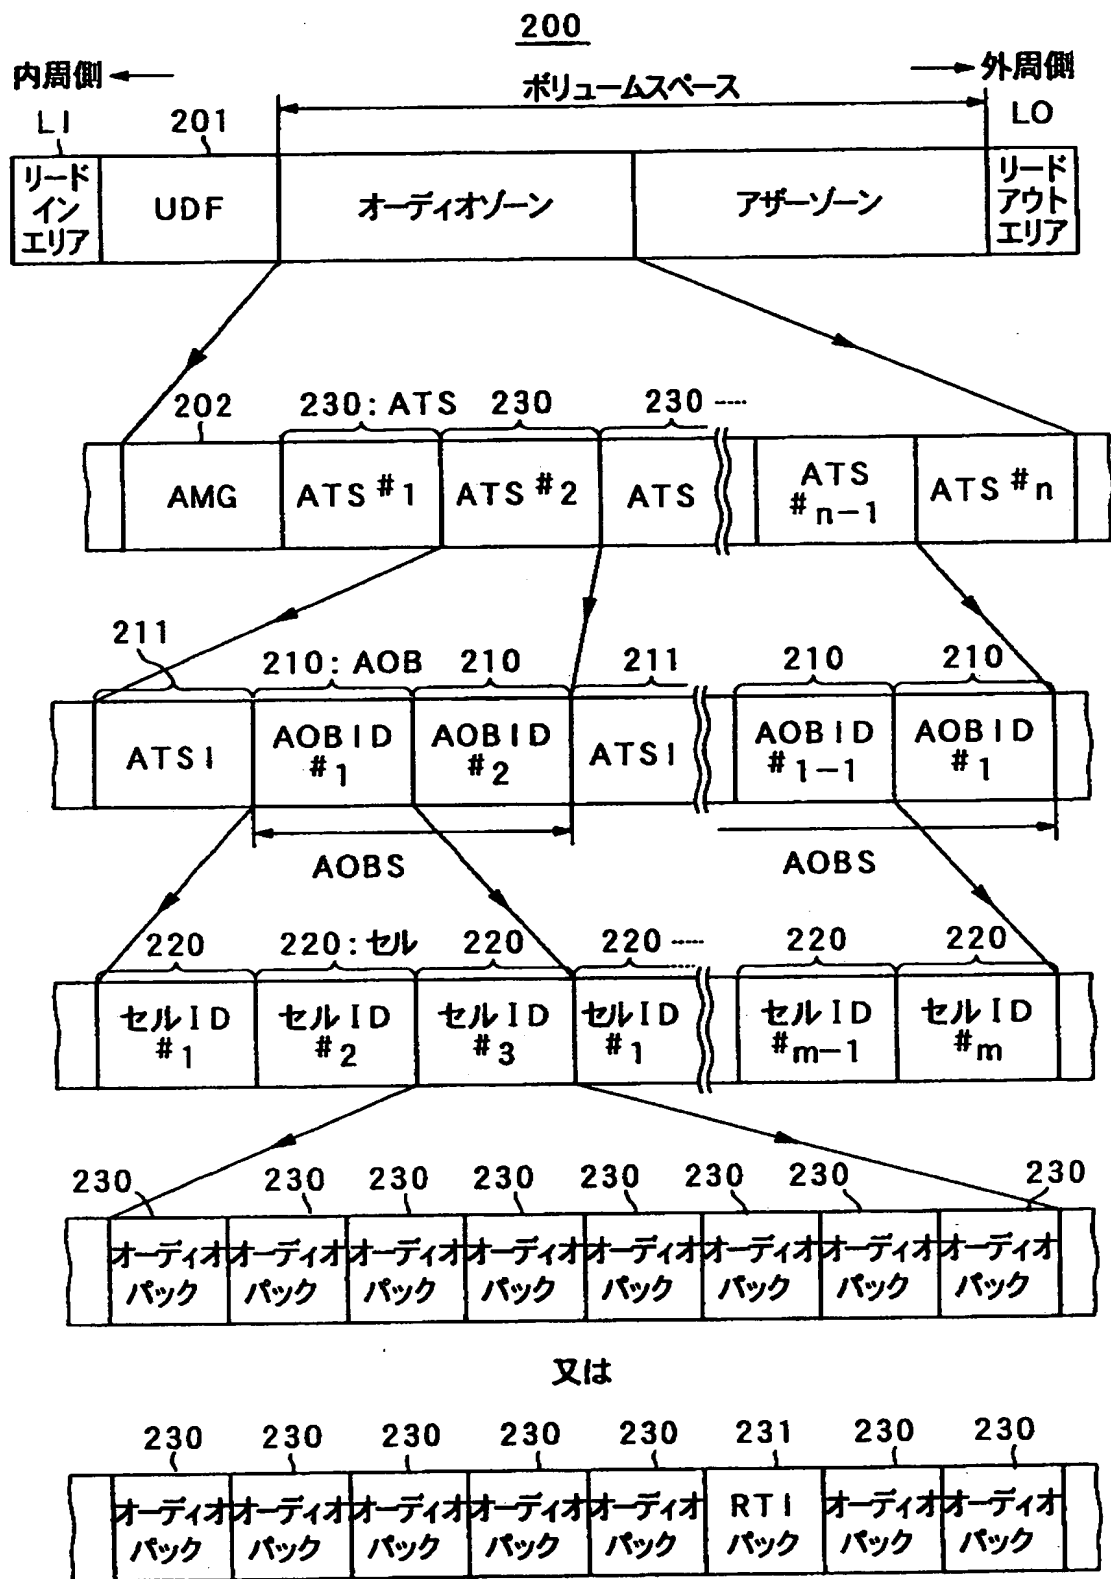 200
内周側 ボリュームスペース 外周側
LI 201 LO
リード
イン
エリア
UDF
オーディオゾーン
アザーゾーン
リード
アウト
エリア
202 230:ATS 230 230 ‥‥
AMG
ATS #1
ATS #2
ATS
ATS
#n-1
ATS #n
211 210:AOB 210 211 210 210
ATSI
AOBID
#1
AOBID
#2
ATSI
AOBID
#1-1
AOBID
#1
AOBS AOBS
220 220:セル 220 220 ‥‥ 220 220
セルID
#1
セルID
#2
セルID
#3
セルID
#1
セルID
#m-1
セルID
#m
230 230 230 230 230 230 230 230
オーディオ
パック
オーディオ
パック
オーディオ
パック
オーディオ
パック
オーディオ
パック
オーディオ
パック
オーディオ
パック
オーディオ
パック
又は
230 230 230 230 230 231 230 230
オーディオ
パック
オーディオ
パック
オーディオ
パック
オーディオ
パック
オーディオ
パック
RTI
パック
オーディオ
パック
オーディオ
パック